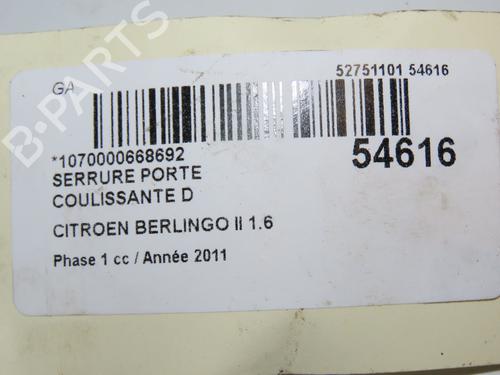 GA
52751101 54616
*1070000668692
54616
SERRURE PORTE
COULISSANTE D
CITROEN BERLINGO II 1.6
Phase 1 cc / Année 2011
B-PARTS